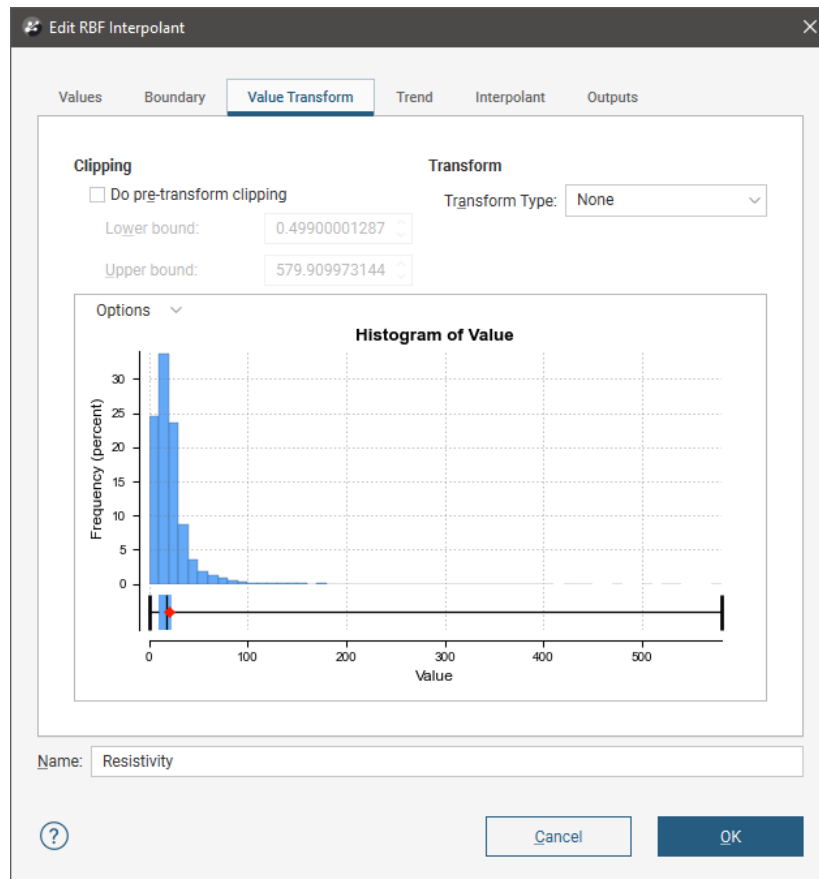 Edit RBF Interpolant
Values Boundary Value Transform Trend Interpolant Outputs
Clipping Transform
Do pre-transform clipping
Transform Type: None
Lower bound: 0.49900001287
Upper bound: 579.909973144
Options
Histogram of Value
Frequency (percent)
30
25
20
15
10
5
0
0 100 200 300 400 500
Value
Name: Resistivity
? Cancel OK